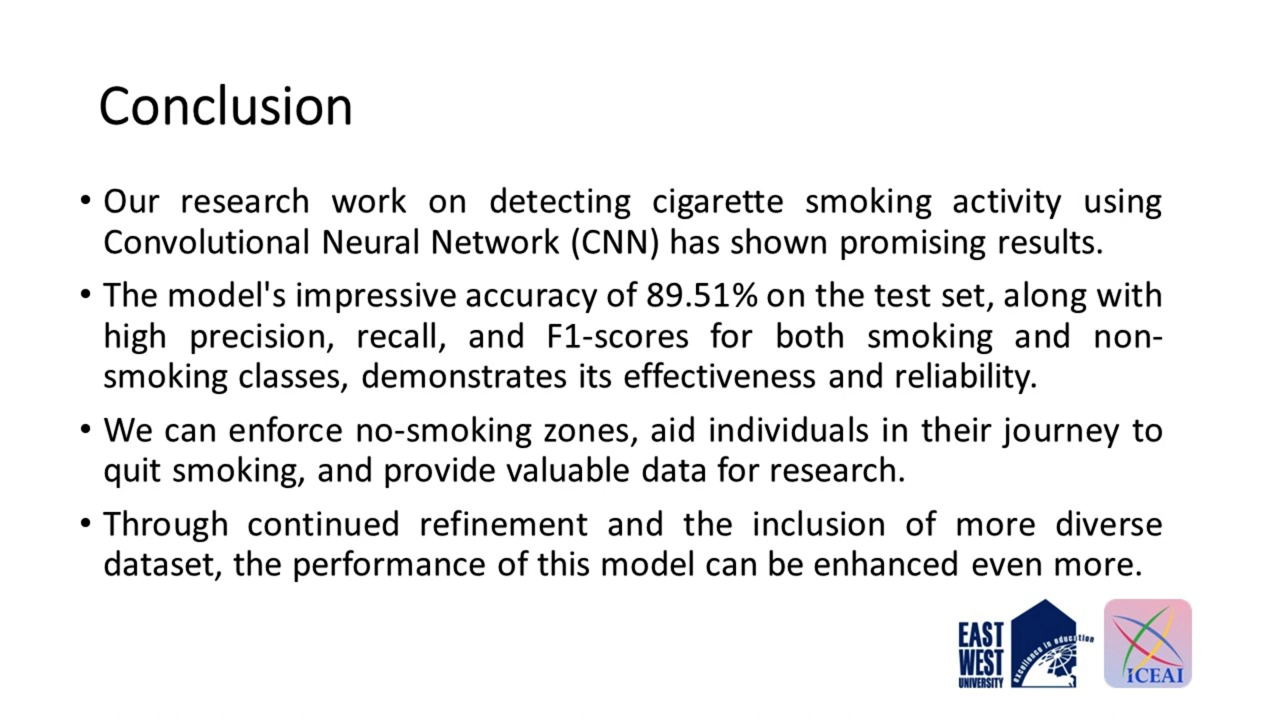 Conclusion
• Our research work on detecting cigarette smoking activity using
Convolutional Neural Network (CNN) has shown promising results.
• The model's impressive accuracy of 89.51% on the test set, along with
high precision, recall, and F1-scores for both smoking and non-
smoking classes, demonstrates its effectiveness and reliability.
• We can enforce no-smoking zones, aid individuals in their journey to
quit smoking, and provide valuable data for research.
• Through continued refinement and the inclusion of more diverse
dataset, the performance of this model can be enhanced even more.
EAST
WEST
UNIVERSITY
excellence in education
ICEAI